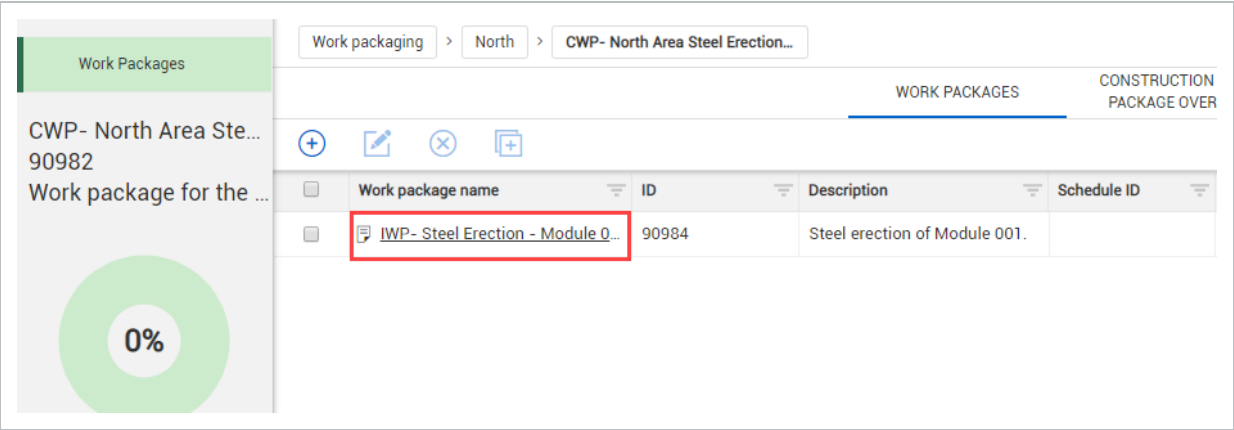 Work Packages
CWP- North Area Ste...
90982
Work package for the ...
0%
Work packaging > North > CWP- North Area Steel Erection...
WORK PACKAGES
CONSTRUCTION
PACKAGE OVER
Work package name ID Description Schedule ID
IWP- Steel Erection - Module 0... 90984 Steel erection of Module 001.